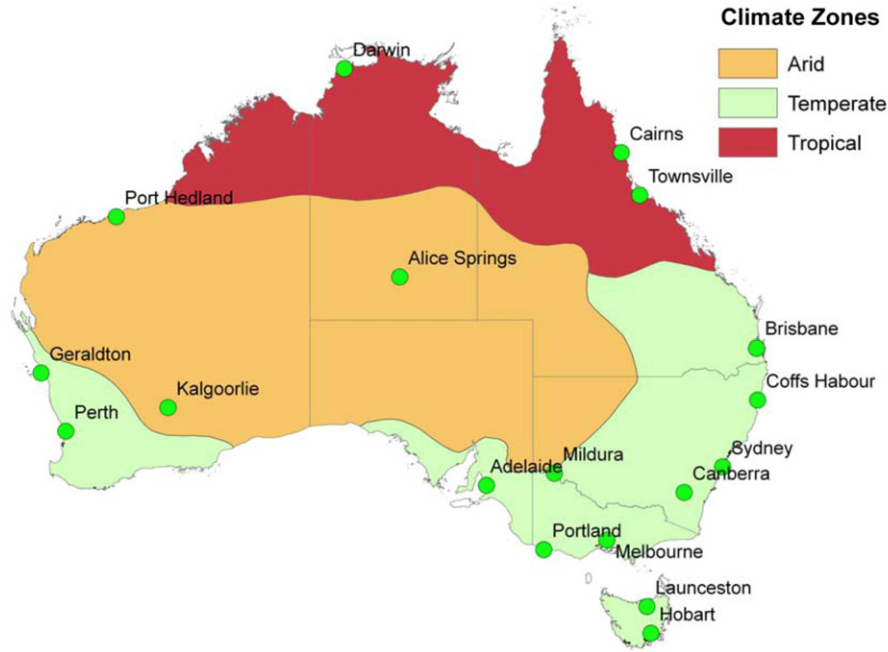 Climate Zones
Arid
Temperate
Tropical
Darwin
Cairns
Townsville
Port Hedland
Alice Springs
Brisbane
Geraldton
Kalgoorlie
Coffs Habour
Perth
Sydney
Mildura
Adelaide
Canberra
Portland
Melbourne
Launceston
Hobart